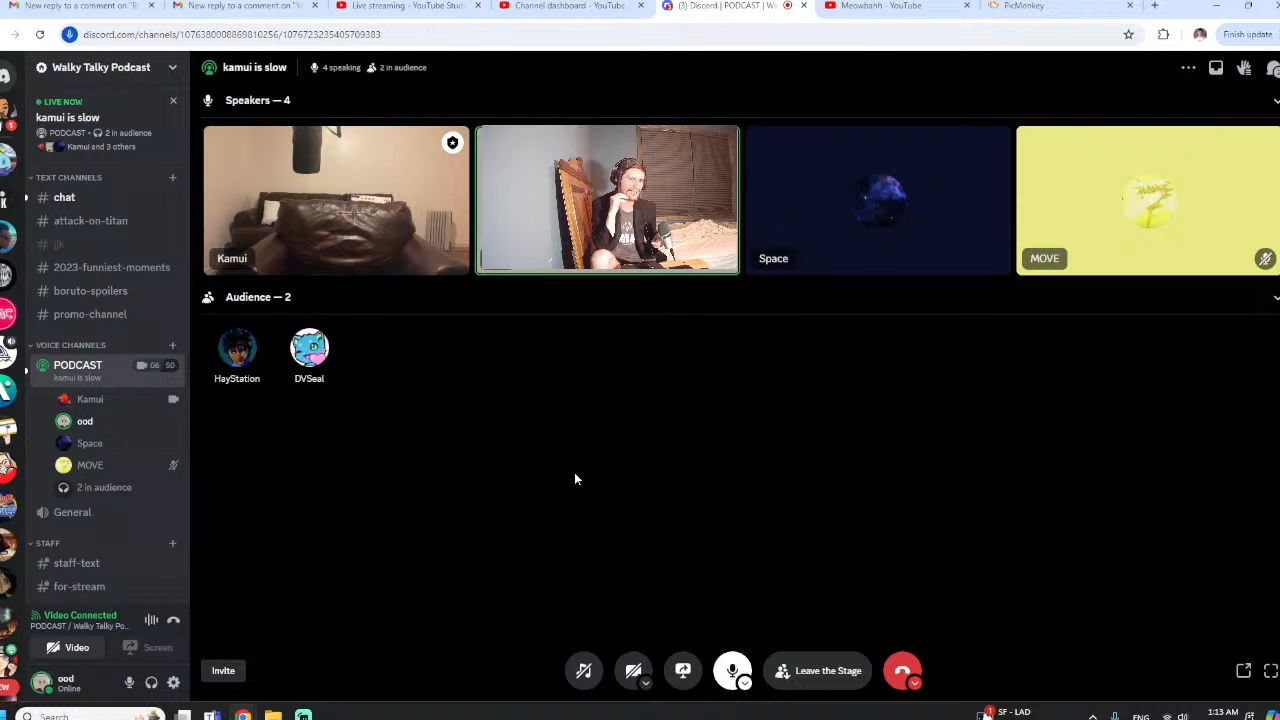 New reply to a comment on "E
New reply to a comment on "V
Live streaming - YouTube Stud
Channel dashboard - YouTube
(3) Discord | PODCAST | Wa
Meowbahh - YouTube
PicMonkey
discord.com/channels/1076380008869810256/1076723235405709383
Finish update
Walky Talky Podcast
kamui is slow
4 speaking
2 in audience
LIVE NOW
kamui is slow
PODCAST • 2 in audience
Kamui and 3 others
Speakers — 4
Kamui
Space
MOVE
TEXT CHANNELS
chat
attack-on-titan
jjk
2023-funniest-moments
boruto-spoilers
promo-channel
Audience — 2
HayStation
DVSeal
VOICE CHANNELS
PODCAST
06 50
kamui is slow
Kamui
ood
Space
MOVE
2 in audience
General
STAFF
staff-text
for-stream
Video Connected
PODCAST / Walky Talky Po...
Video
Screen
ood
Online
Invite
Leave the Stage
Search
SF - LAD
ENG
1:13 AM